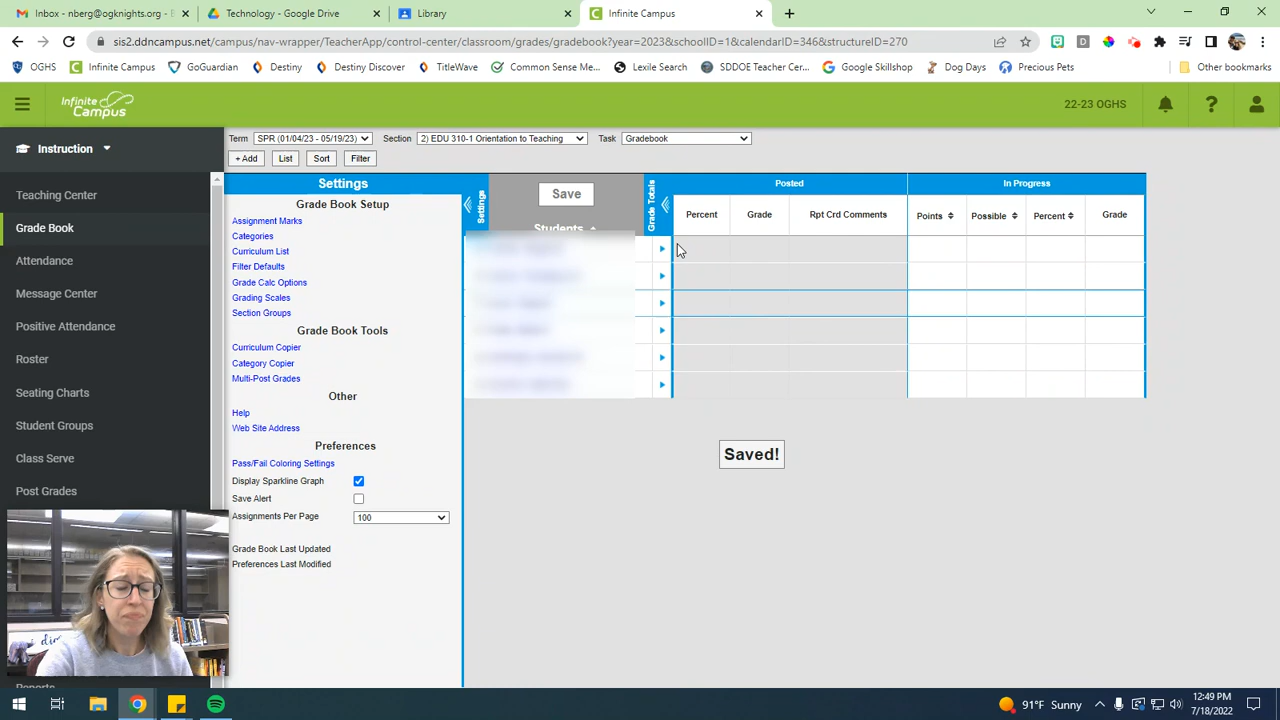 Inbox - nberg@ogknights.org - E
Technology - Google Drive
Library
Infinite Campus
sis2.ddncampus.net/campus/nav-wrapper/TeacherApp/control-center/classroom/grades/gradebook?year=2023&schoolID=1&calendarID=346&structureID=270
OGHS
Infinite Campus
GoGuardian
Destiny
Destiny Discover
TitleWave
Common Sense Me...
Lexile Search
SDDOE Teacher Cer...
Google Skillshop
Dog Days
Precious Pets
Other bookmarks
Infinite Campus
22-23 OGHS
Instruction
Term SPR (01/04/23 - 05/19/23) Section 2) EDU 310-1 Orientation to Teaching Task Gradebook
+ Add List Sort Filter
Teaching Center
Grade Book
Attendance
Message Center
Positive Attendance
Roster
Seating Charts
Student Groups
Class Serve
Post Grades
Reports
Settings
Grade Book Setup
Assignment Marks
Categories
Curriculum List
Filter Defaults
Grade Calc Options
Grading Scales
Section Groups
Grade Book Tools
Curriculum Copier
Category Copier
Multi-Post Grades
Other
Help
Web Site Address
Preferences
Pass/Fail Coloring Settings
Display Sparkline Graph
Save Alert
Assignments Per Page 100
Grade Book Last Updated
Preferences Last Modified
Settings
Save
Students
Grade Totals
Posted
In Progress
Percent Grade Rpt Crd Comments Points Possible Percent Grade
Saved!
91°F Sunny
12:49 PM
7/18/2022